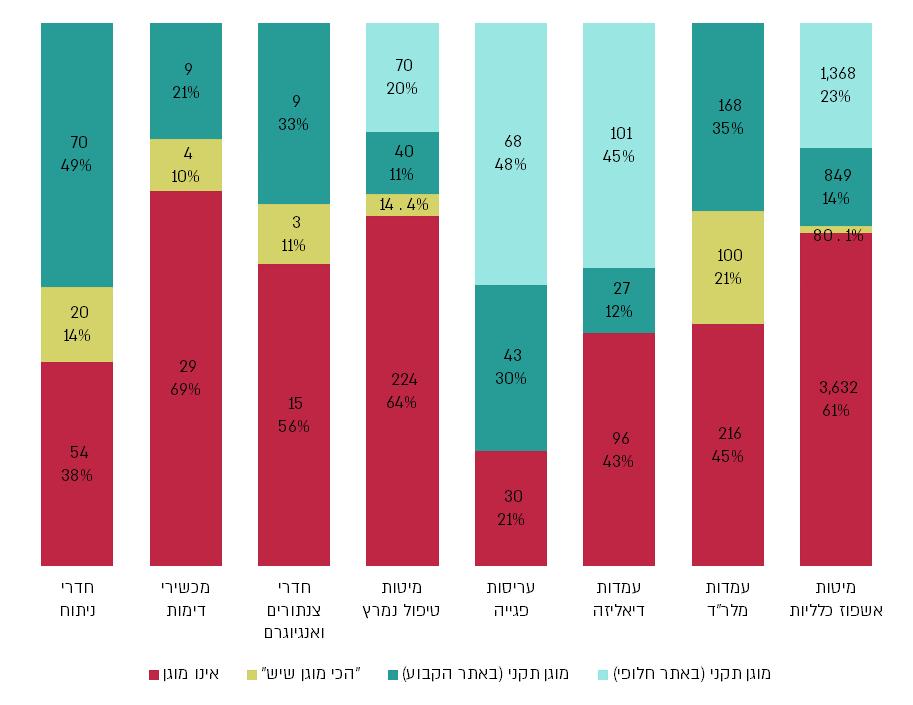 70
49%
20
14%
54
38%
9
21%
4
10%
29
69%
9
33%
3
11%
15
56%
70
20%
40
11%
14 . 4%
224
64%
68
48%
43
30%
30
21%
101
45%
27
12%
96
43%
168
35%
100
21%
216
45%
1,368
23%
849
14%
80 . 1%
3,632
61%
חדרי
ניתוח
מכשירי
דימות
חדרי
צנתורים
ואנגיוגרם
מיטות
טיפול נמרץ
עריסות
פגייה
עמדות
דיאליזה
עמדות
מלר"ד
מיטות
אשפוז כלליות
אינו מוגן
"הכי מוגן שיש"
מוגן תקני (באתר הקבוע)
מוגן תקני (באתר חלופי)